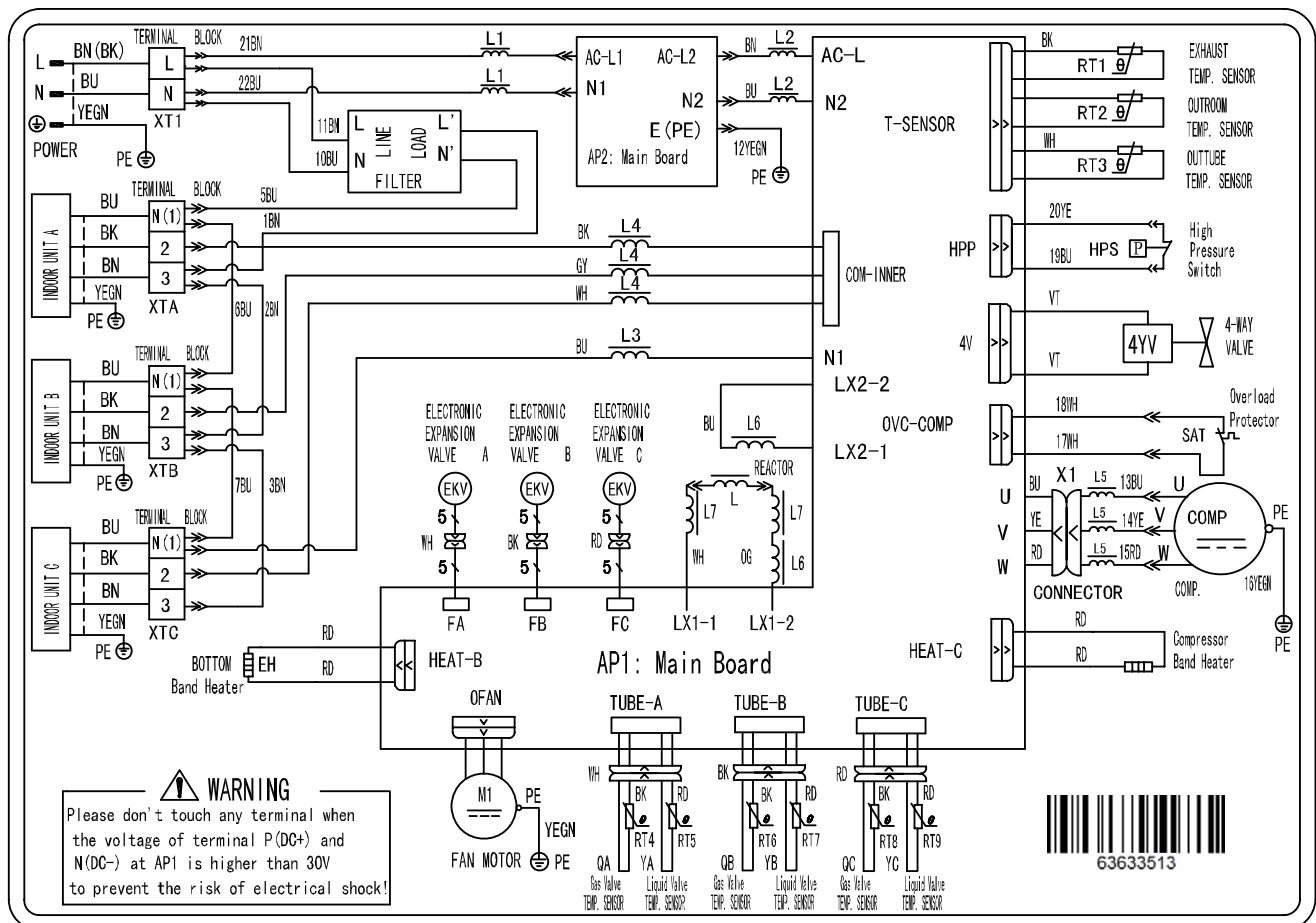 TERMINAL BLOCK
L
BN(BK)
L
21BN
L1
N
BU
N
22BU
L1
YEGN
XT1
POWER
PE
11BN
10BU
L
N
LINE
LOAD
L'
N'
FILTER
AC-L1
AC-L2
N1
N2
E(PE)
AP2: Main Board
BN
L2
BU
L2
12YEGN
PE
AC-L
N2
T-SENSOR
BK
RT1
θ
EXHAUST
TEMP. SENSOR
RT2
θ
OUTROOM
TEMP. SENSOR
WH
RT3
θ
OUTTUBE
TEMP. SENSOR
INDOOR UNIT A
TERMINAL BLOCK
BU
N(1)
5BU
1BN
BK
2
BN
3
YEGN
PE
XTA
6BU
2BN
BK
L4
GY
L4
WH
L4
COM-INNER
HPP
20YE
19BU
HPS
P
High
Pressure
Switch
4V
VT
VT
4YV
4-WAY
VALVE
INDOOR UNIT B
TERMINAL BLOCK
BU
N(1)
BK
2
BN
3
YEGN
PE
XTB
7BU
3BN
BU
L3
N1
LX2-2
BU
L6
LX2-1
OVC-COMP
18WH
17WH
SAT
Overload
Protector
ELECTRONIC
EXPANSION
VALVE A
ELECTRONIC
EXPANSION
VALVE B
ELECTRONIC
EXPANSION
VALVE C
EKV
EKV
EKV
5
5
5
WH
BK
RD
5
5
5
FA
FB
FC
REACTOR
L
L7
L7
WH
OG
L6
LX1-1
LX1-2
U
V
W
BU
YE
RD
X1
CONNECTOR
L5
13BU
U
L5
14YE
V
L5
15RD
W
COMP
COMP.
PE
16YEGN
PE
INDOOR UNIT C
TERMINAL BLOCK
BU
N(1)
BK
2
BN
3
YEGN
PE
XTC
BOTTOM
Band Heater
EH
RD
RD
HEAT-B
AP1: Main Board
HEAT-C
RD
RD
Compressor
Band Heater
OFAN
M1
PE
YEGN
FAN MOTOR
PE
TUBE-A
WH
BK
RD
θ
θ
RT4
RT5
QA
YA
Gas Valve
TEMP. SENSOR
Liquid Valve
TEMP. SENSOR
TUBE-B
BK
BK
RD
θ
θ
RT6
RT7
QB
YB
Gas Valve
TEMP. SENSOR
Liquid Valve
TEMP. SENSOR
TUBE-C
RD
BK
RD
θ
θ
RT8
RT9
QC
YC
Gas Valve
TEMP. SENSOR
Liquid Valve
TEMP. SENSOR
WARNING
Please don't touch any terminal when
the voltage of terminal P(DC+) and
N(DC-) at AP1 is higher than 30V
to prevent the risk of electrical shock!
63633513